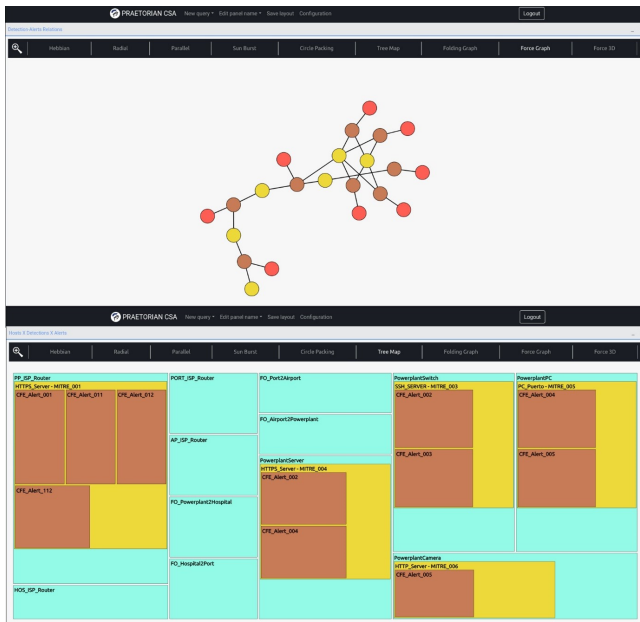 PRAETORIAN CSA New query Edit panel name Save layout Configuration Logout
Detection Alerts Relations
Hebbian Radial Parallel Sun Burst Circle Packing Tree Map Folding Graph Force Graph Force 3D
PRAETORIAN CSA New query Edit panel name Save layout Configuration Logout
Hosts X Detections X Alerts
Hebbian Radial Parallel Sun Burst Circle Packing Tree Map Folding Graph Force Graph Force 3D
PP_ISP_Router
HTTPS_Server - MITRE_001
CFE_Alert_001 CFE_Alert_011 CFE_Alert_012
CFE_Alert_112
HOS_ISP_Router
PORT_ISP_Router
AP_ISP_Router
FO_Powerplant2Hospital
FO_Hospital2Port
FO_Port2Airport
FO_Airport2Powerplant
PowerplantServer
HTTPS_Server - MITRE_004
CFE_Alert_002
CFE_Alert_004
PowerplantSwitch
SSH_SERVER - MITRE_003
CFE_Alert_002
CFE_Alert_003
PowerplantPC
PC_Puerto - MITRE_005
CFE_Alert_004
CFE_Alert_005
PowerplantCamera
HTTP_Server - MITRE_006
CFE_Alert_005